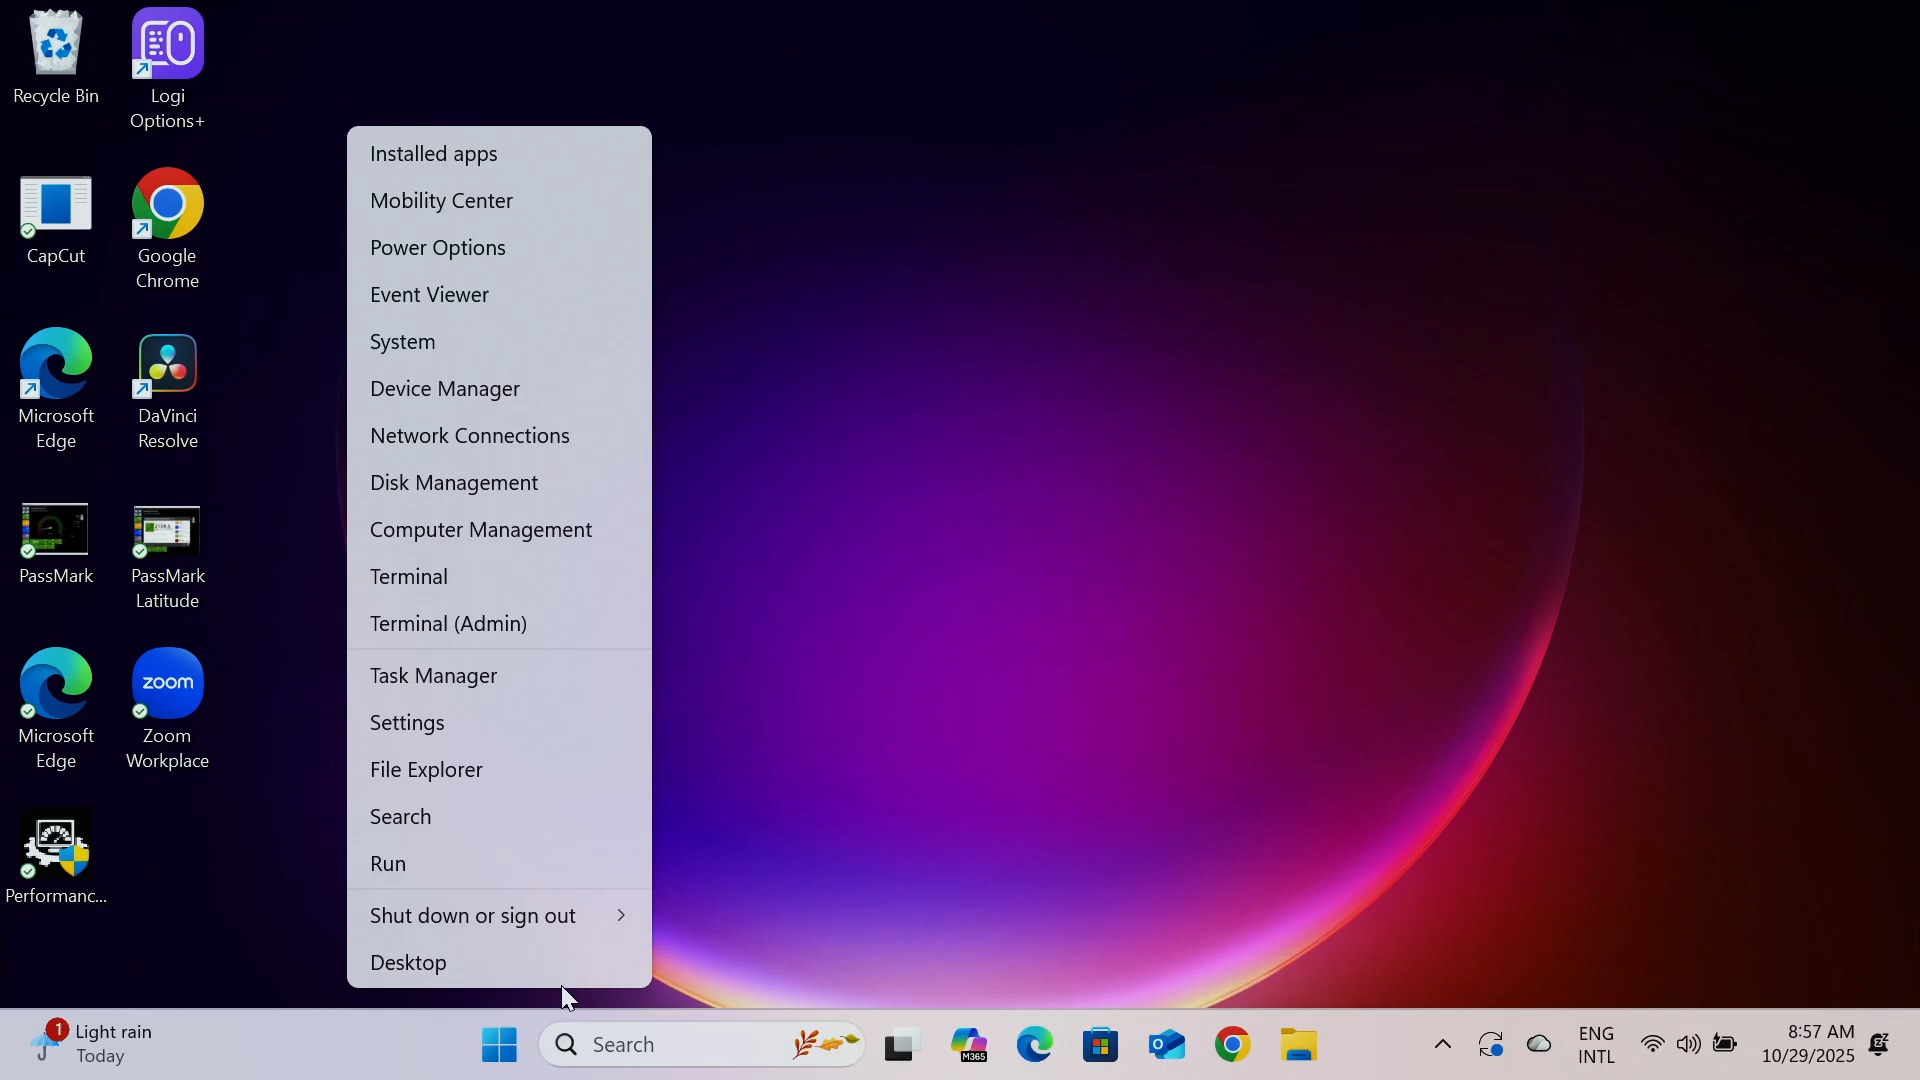 Recycle Bin
Logi
Options+
CapCut
Google
Chrome
Microsoft
Edge
DaVinci
Resolve
PassMark
PassMark
Latitude
Microsoft
Edge
zoom
Zoom
Workplace
Performanc...
Installed apps
Mobility Center
Power Options
Event Viewer
System
Device Manager
Network Connections
Disk Management
Computer Management
Terminal
Terminal (Admin)
Task Manager
Settings
File Explorer
Search
Run
Shut down or sign out
Desktop
1
Light rain
Today
Search
M365
ENG
INTL
8:57 AM
10/29/2025